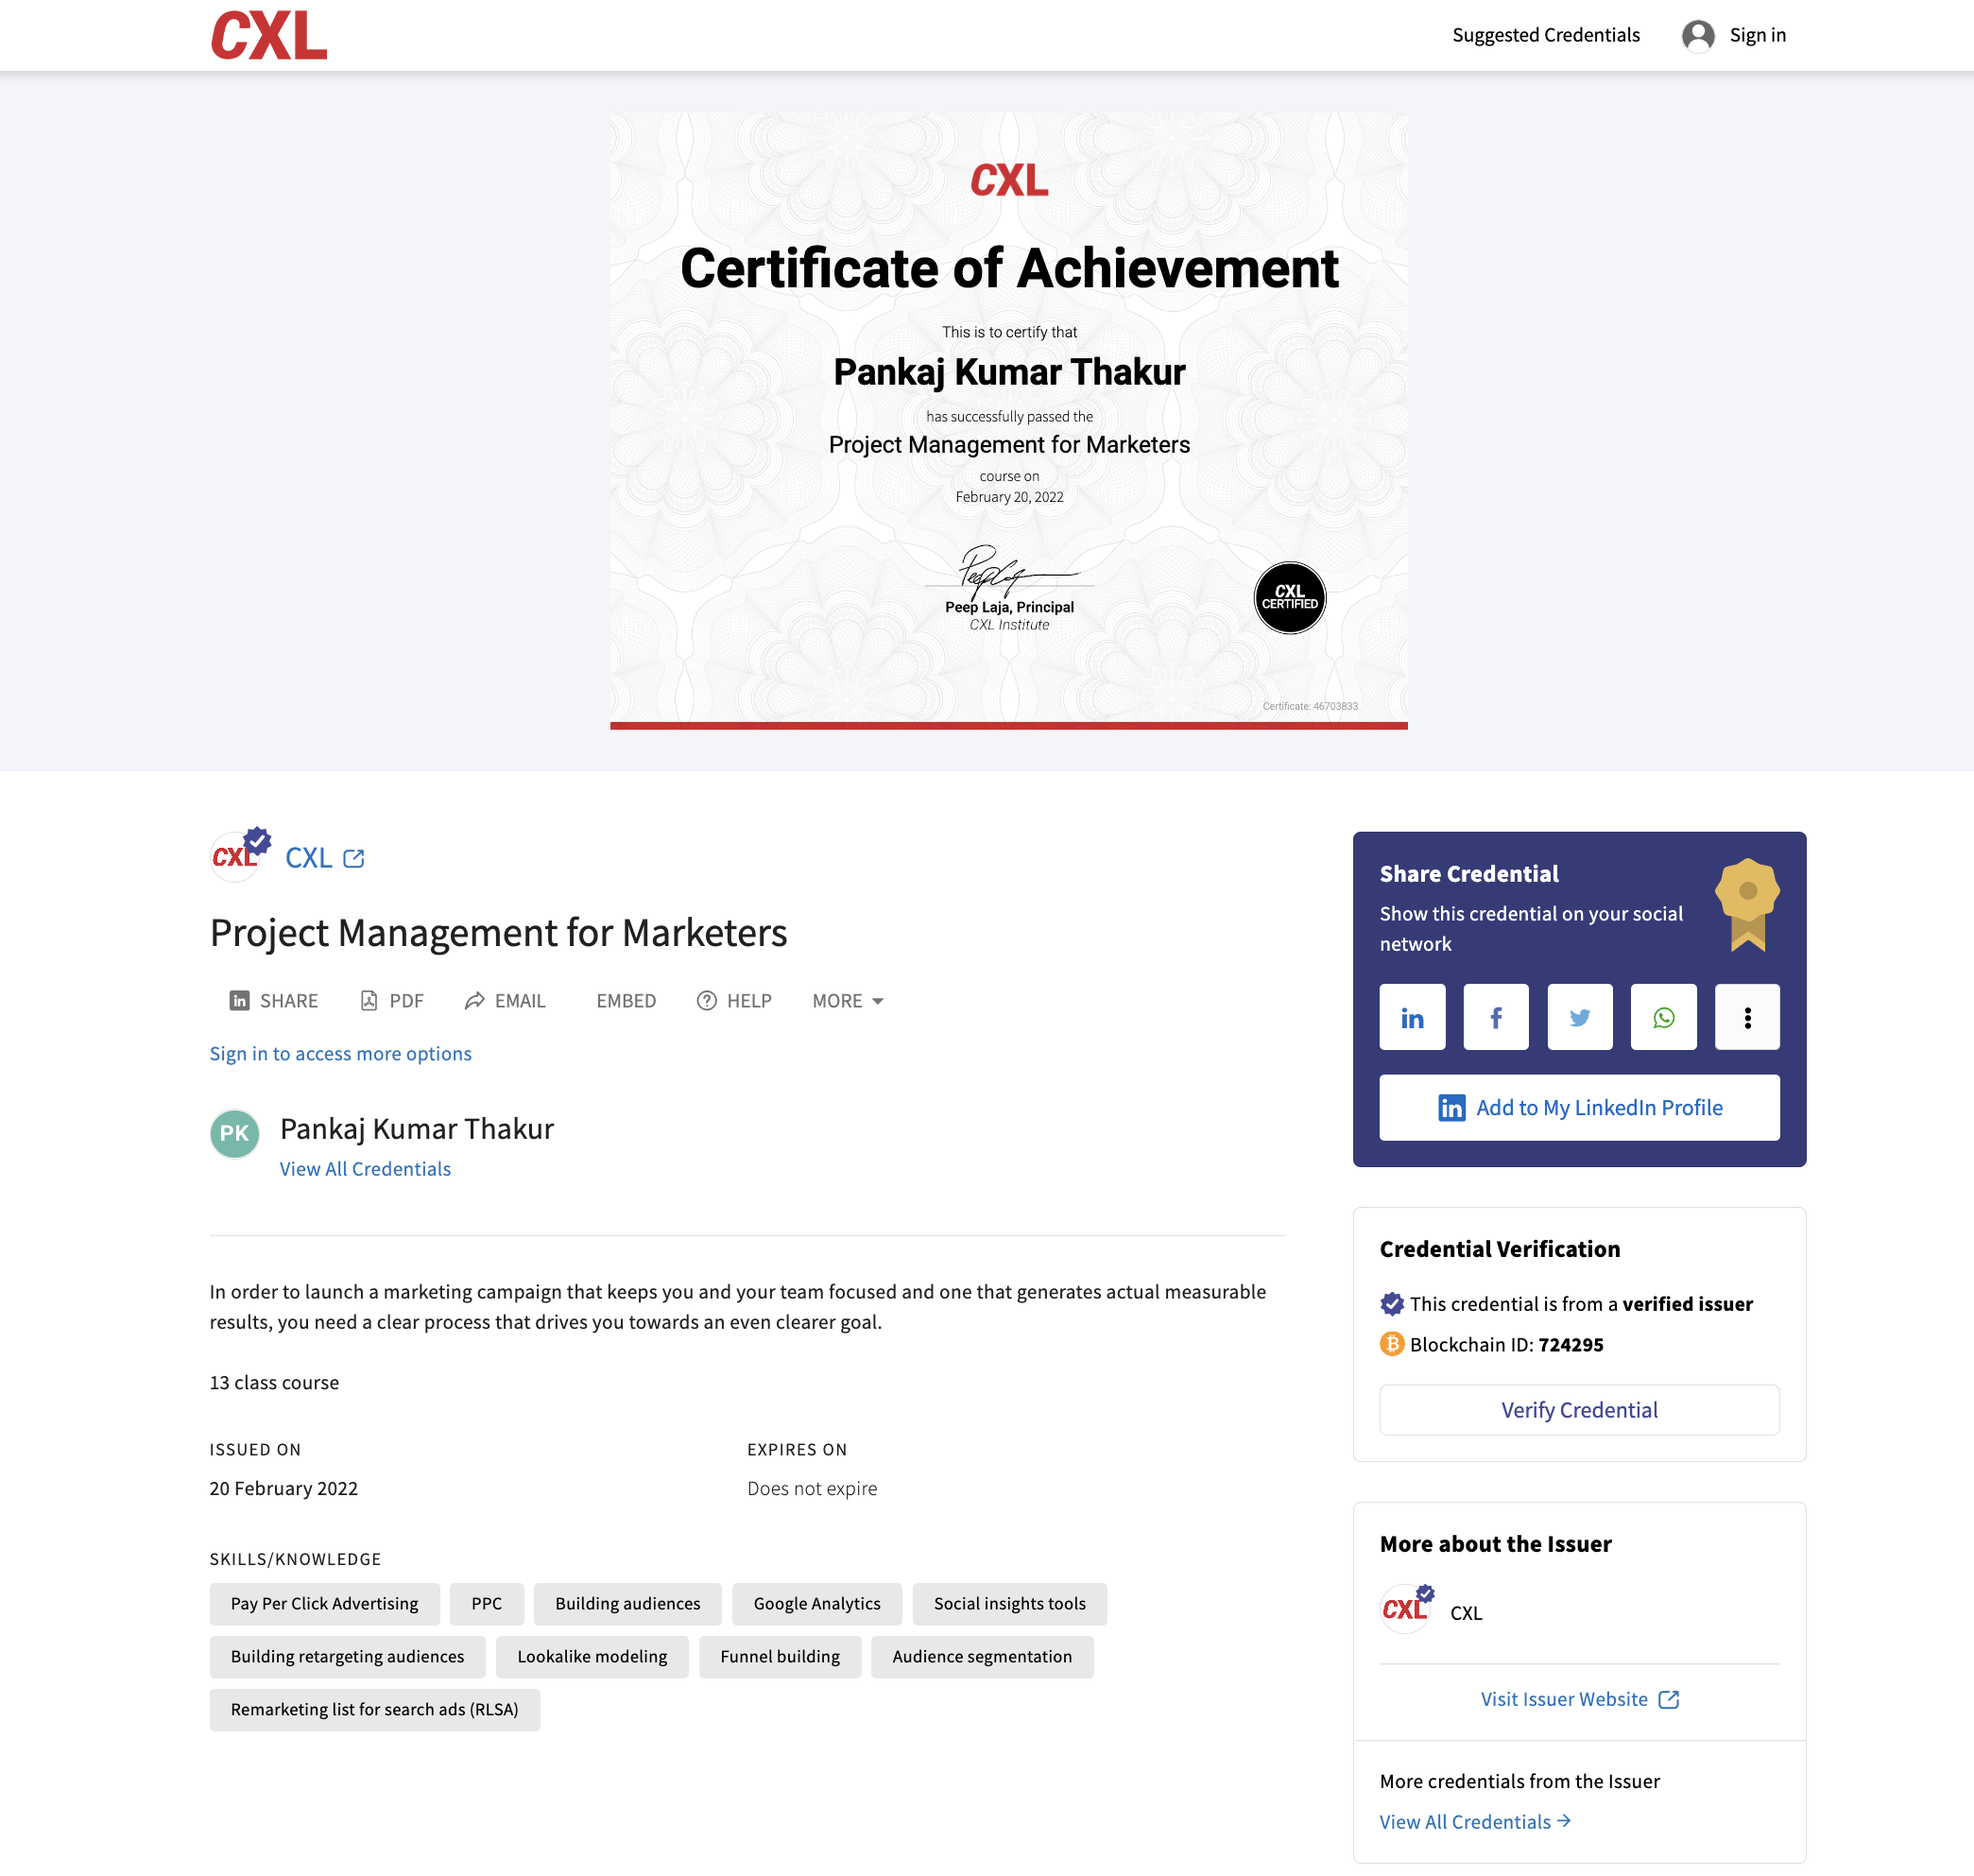 CXL
Suggested Credentials
Sign in
CXL
Certificate of Achievement
This is to certify that
Pankaj Kumar Thakur
has successfully passed the
Project Management for Marketers
course on
February 20, 2022
Peep Laja, Principal
CXL Institute
CXL
CERTIFIED
Certificate: 46703833
CXL
CXL
Project Management for Marketers
in SHARE
PDF
EMAIL
EMBED
HELP
MORE
Sign in to access more options
PK
Pankaj Kumar Thakur
View All Credentials
In order to launch a marketing campaign that keeps you and your team focused and one that generates actual measurable
results, you need a clear process that drives you towards an even clearer goal.
13 class course
ISSUED ON
20 February 2022
EXPIRES ON
Does not expire
SKILLS/KNOWLEDGE
Pay Per Click Advertising
PPC
Building audiences
Google Analytics
Social insights tools
Building retargeting audiences
Lookalike modeling
Funnel building
Audience segmentation
Remarketing list for search ads (RLSA)
Share Credential
Show this credential on your social
network
in
f
in Add to My LinkedIn Profile
Credential Verification
This credential is from a verified issuer
Blockchain ID: 724295
Verify Credential
More about the Issuer
CXL
CXL
Visit Issuer Website
More credentials from the Issuer
View All Credentials